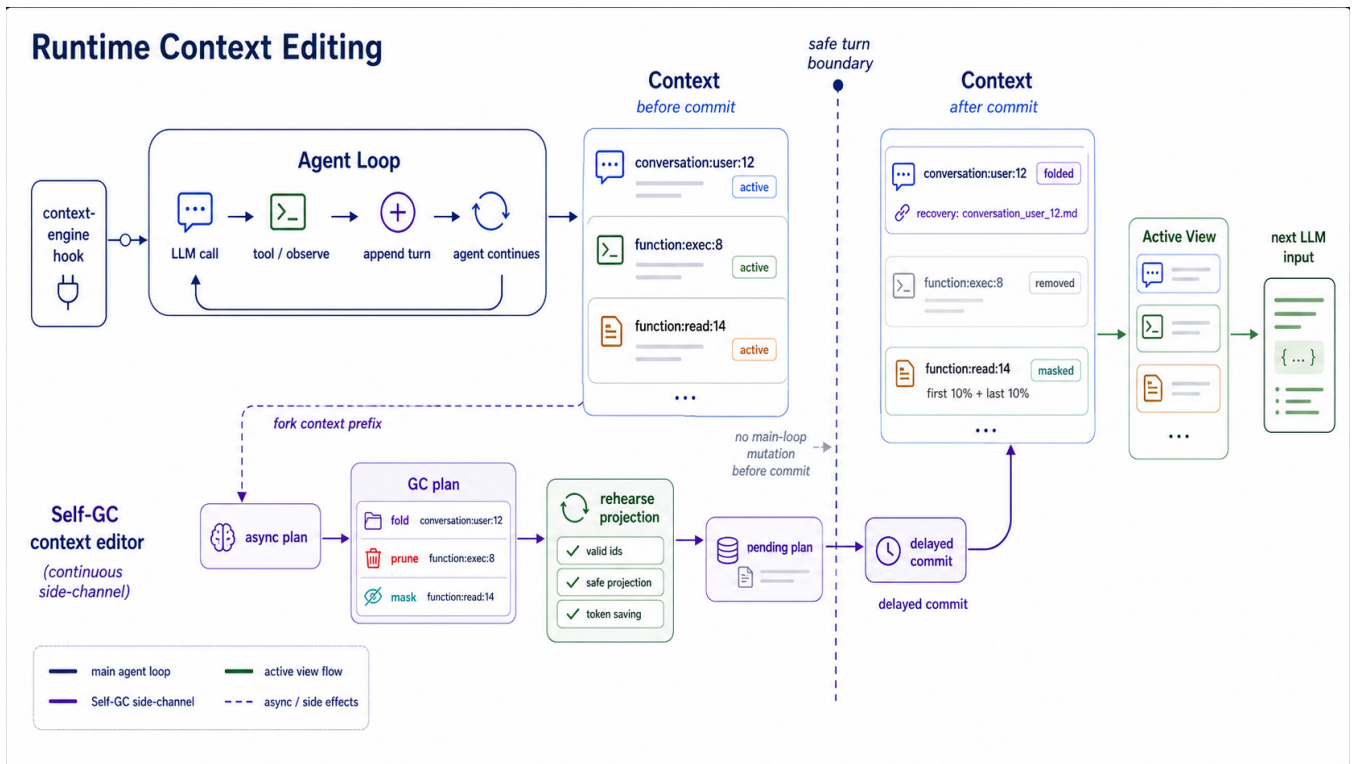 Runtime Context Editing
safe turn
boundary
Context
before commit
Context
after commit
context-
engine
hook
Agent Loop
LLM call
tool / observe
append turn
agent continues
conversation:user:12
active
function:exec:8
active
function:read:14
active
...
conversation:user:12
folded
recovery: conversation_user_12.md
function:exec:8
removed
function:read:14
masked
first 10% + last 10%
...
Active View
...
next LLM
input
{ ... }
fork context prefix
no main-loop
mutation
before commit
Self-GC
context editor
(continuous
side-channel)
async plan
GC plan
fold conversation:user:12
prune function:exec:8
mask function:read:14
rehearse
projection
valid ids
safe projection
token saving
pending plan
delayed
commit
delayed commit
main agent loop
active view flow
Self-GC side-channel
async / side effects